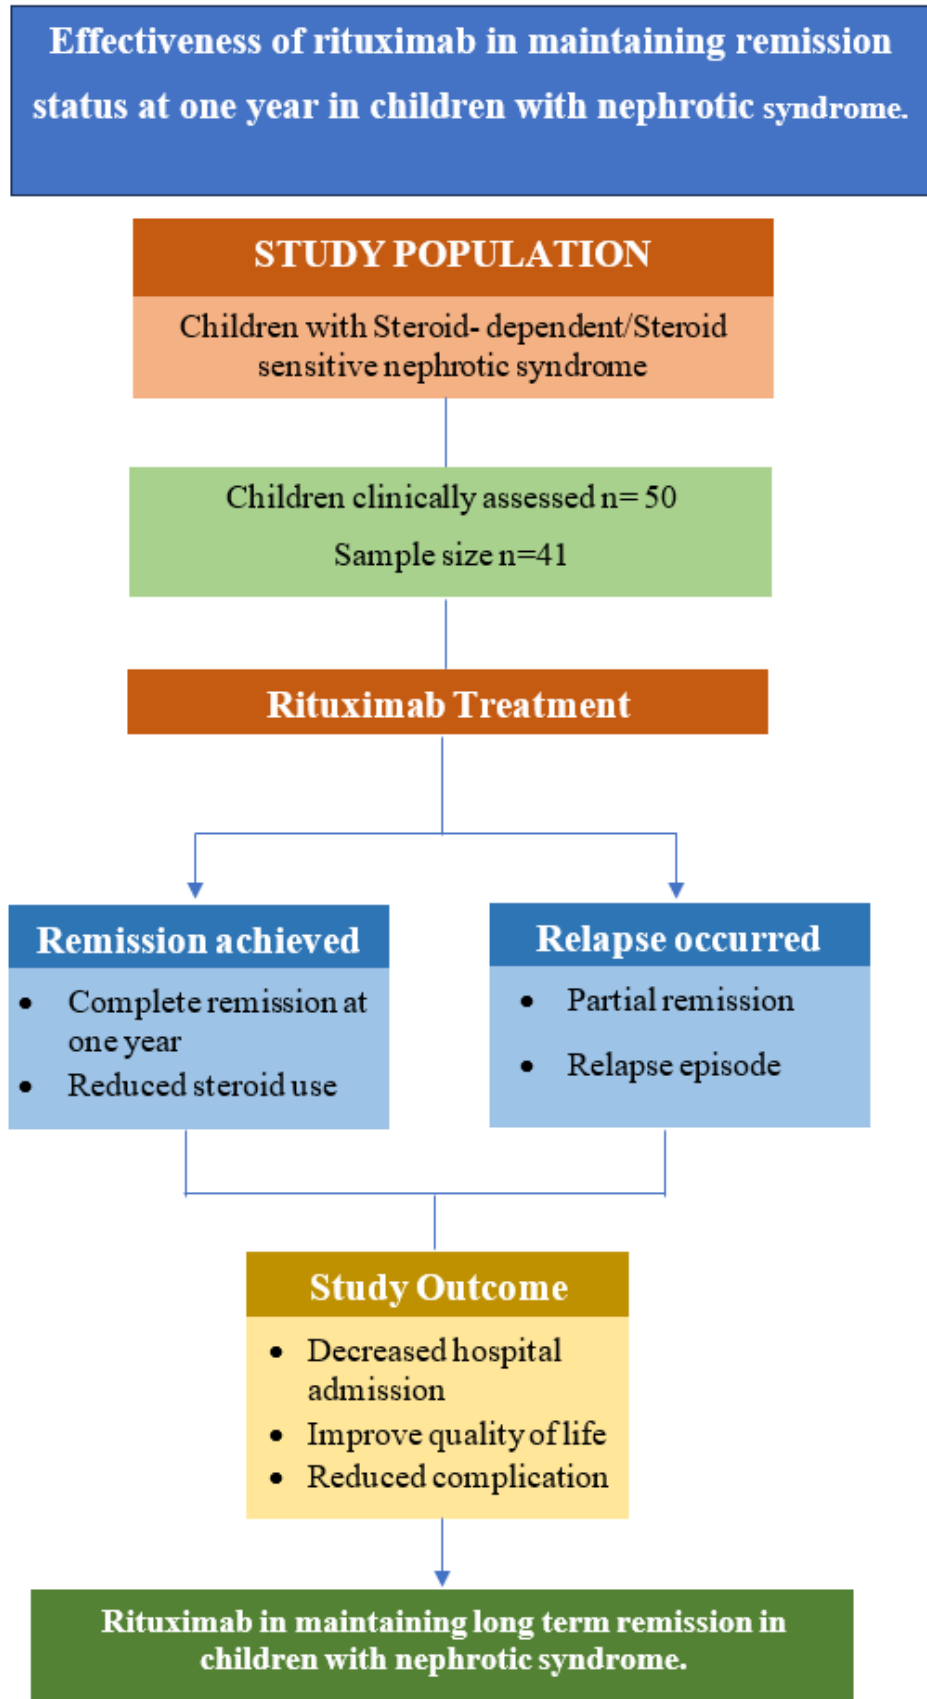 Effectiveness of rituximab in maintaining remission
status at one year in children with nephrotic syndrome.
STUDY POPULATION
Children with Steroid- dependent/Steroid
sensitive nephrotic syndrome
Children clinically assessed n= 50
Sample size n=41
Rituximab Treatment
Remission achieved
• Complete remission at
one year
• Reduced steroid use
Relapse occurred
• Partial remission
• Relapse episode
Study Outcome
• Decreased hospital
admission
• Improve quality of life
• Reduced complication
Rituximab in maintaining long term remission in
children with nephrotic syndrome.